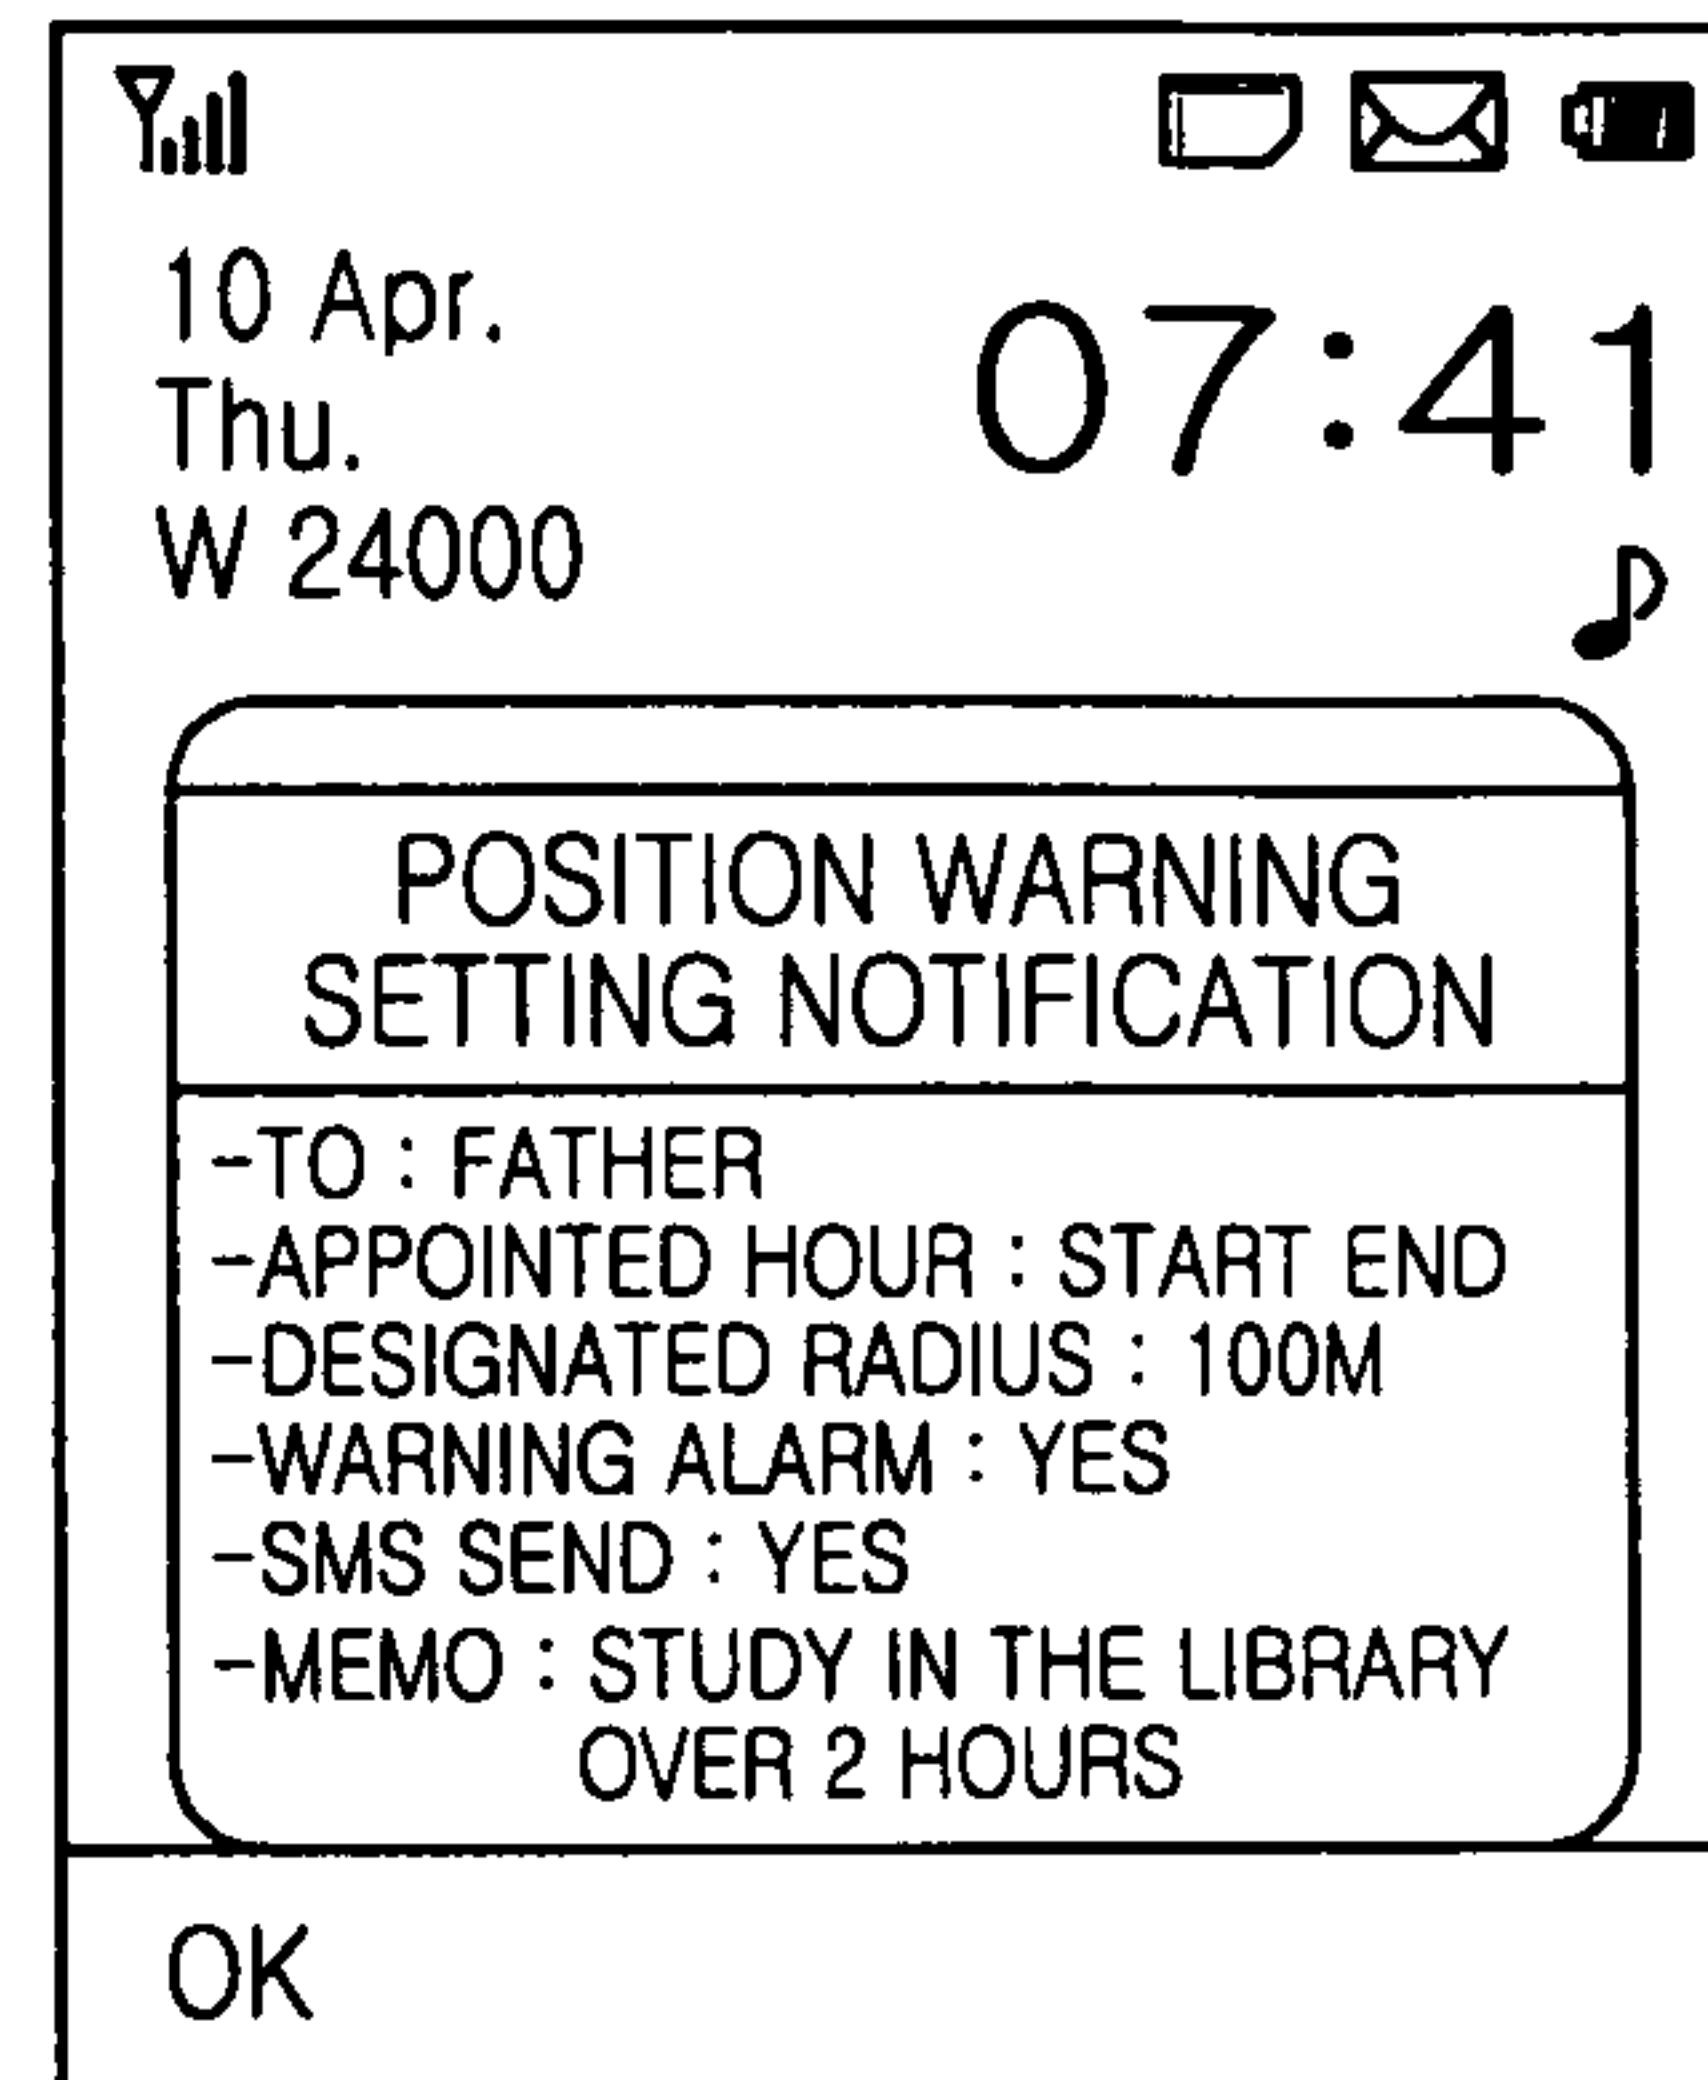 10 Apr.
07:41
Thu.
W 24000
POSITION WARNING
SETTING NOTIFICATION
-TO : FATHER
-APPOINTED HOUR : START END
-DESIGNATED RADIUS : 100M
-WARNING ALARM : YES
-SMS SEND : YES
-MEMO : STUDY IN THE LIBRARY
OVER 2 HOURS
OK